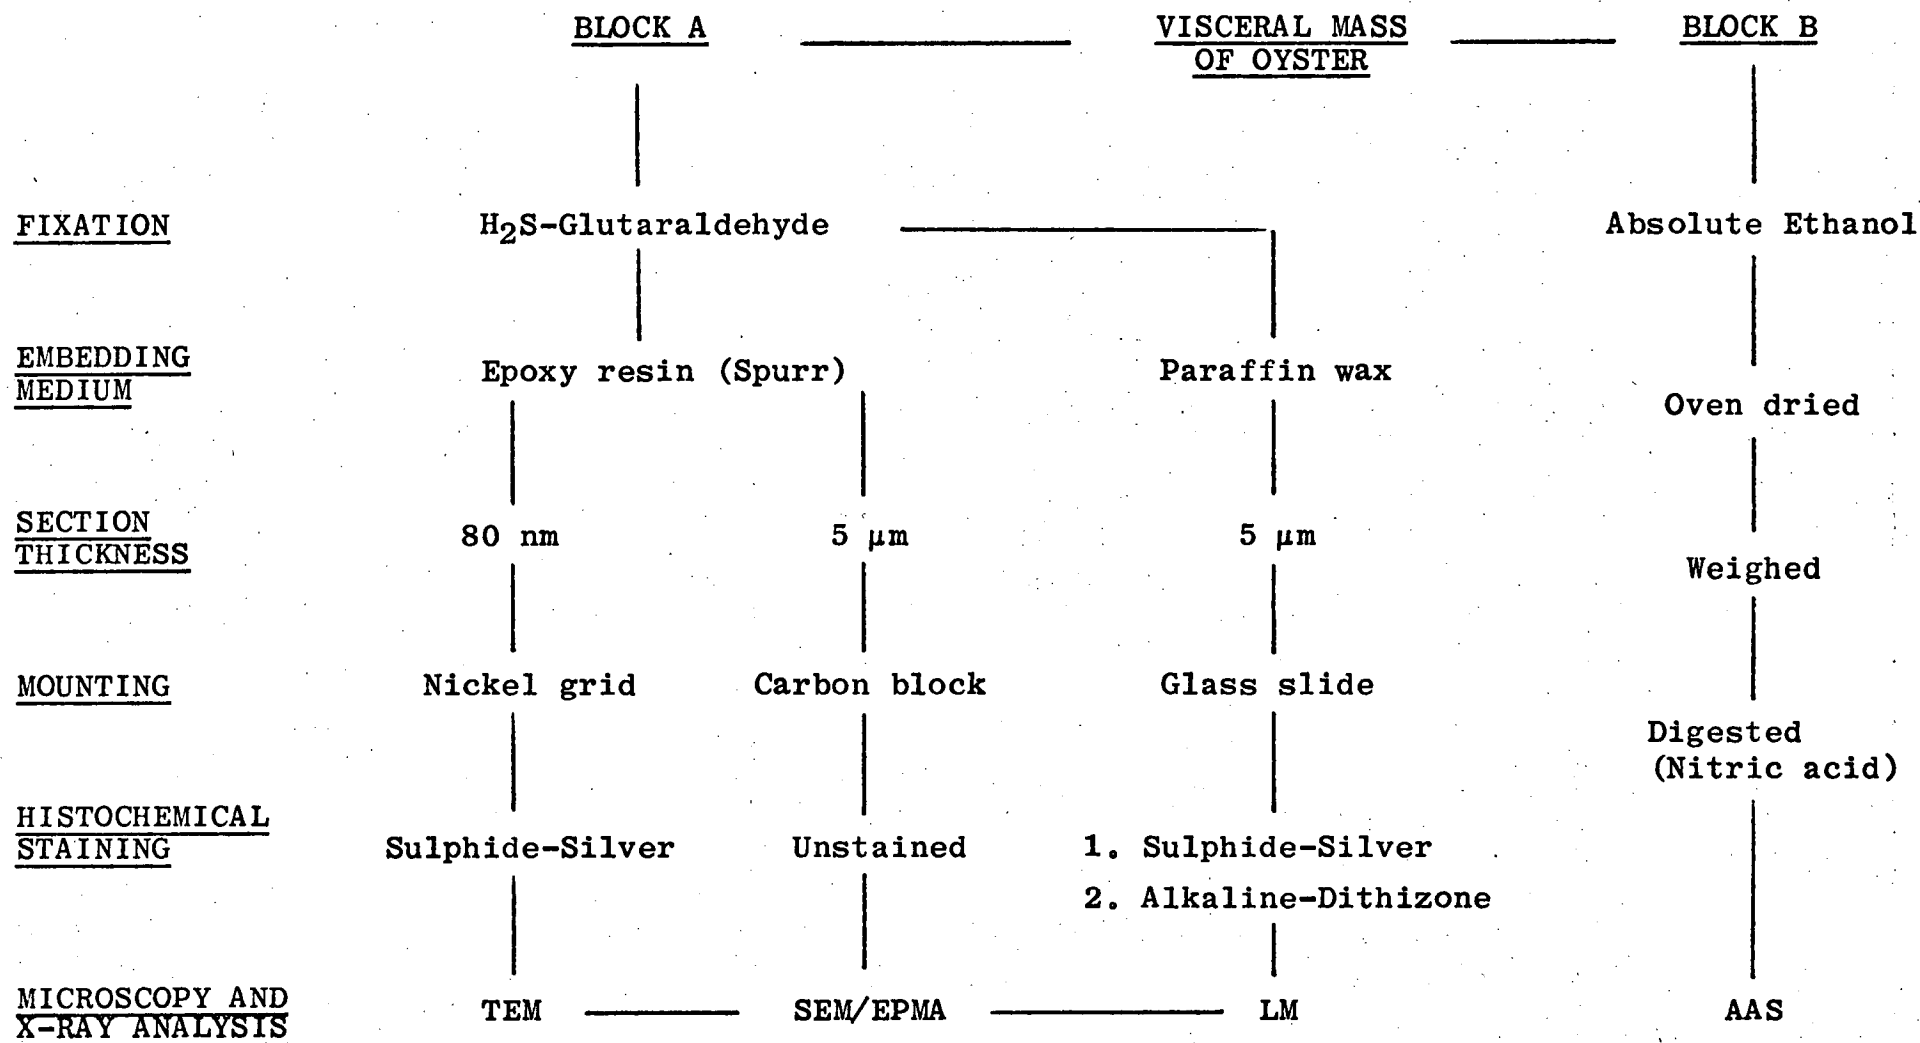 BLOCK A VISCERAL MASS BLOCK B
OF OYSTER
FIXATION H₂S-Glutaraldehyde Absolute Ethanol
EMBEDDING
MEDIUM Epoxy resin (Spurr) Paraffin wax
Oven dried
SECTION
THICKNESS 80 nm 5 µm 5 µm
Weighed
MOUNTING Nickel grid Carbon block Glass slide
Digested
(Nitric acid)
HISTOCHEMICAL
STAINING Sulphide-Silver Unstained 1. Sulphide-Silver
2. Alkaline-Dithizone
MICROSCOPY AND
X-RAY ANALYSIS TEM SEM/EPMA LM AAS